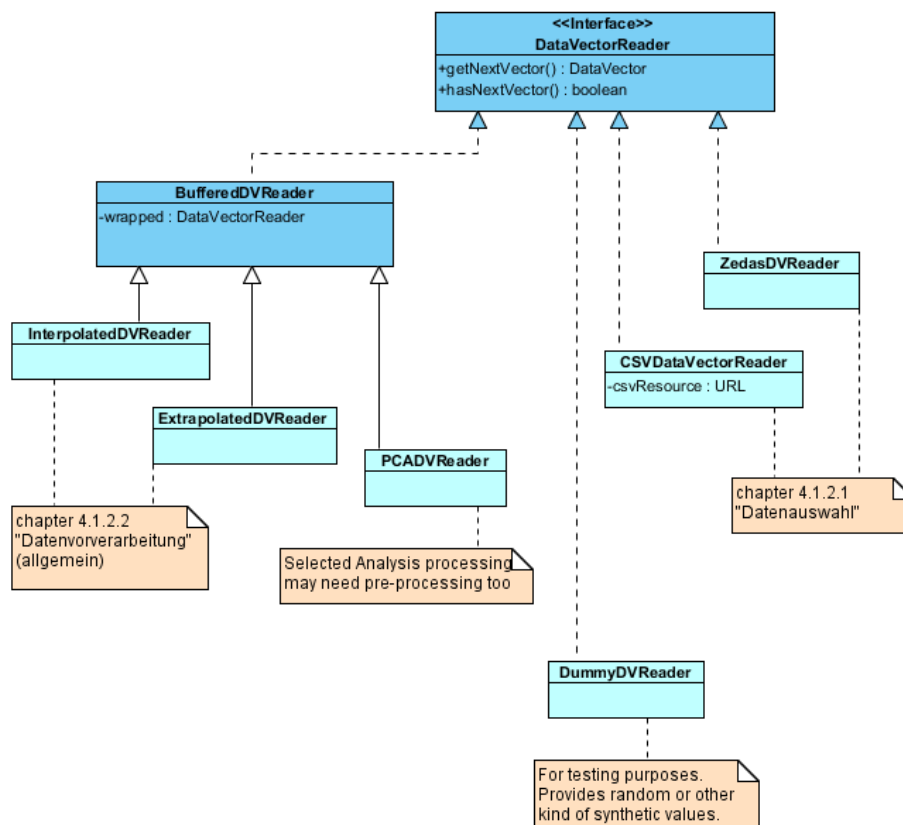 <<Interface>>
DataVectorReader
+getNextVector() : DataVector
+hasNextVector() : boolean
BufferedDVReader
-wrapped : DataVectorReader
ZedasDVReader
InterpolatedDVReader
CSVDataVectorReader
-csvResource : URL
ExtrapolatedDVReader
PCADVReader
chapter 4.1.2.1
"Datenauswahl"
chapter 4.1.2.2
"Datenvorverarbeitung"
(allgemein)
Selected Analysis processing
may need pre-processing too
DummyDVReader
For testing purposes.
Provides random or other
kind of synthetic values.